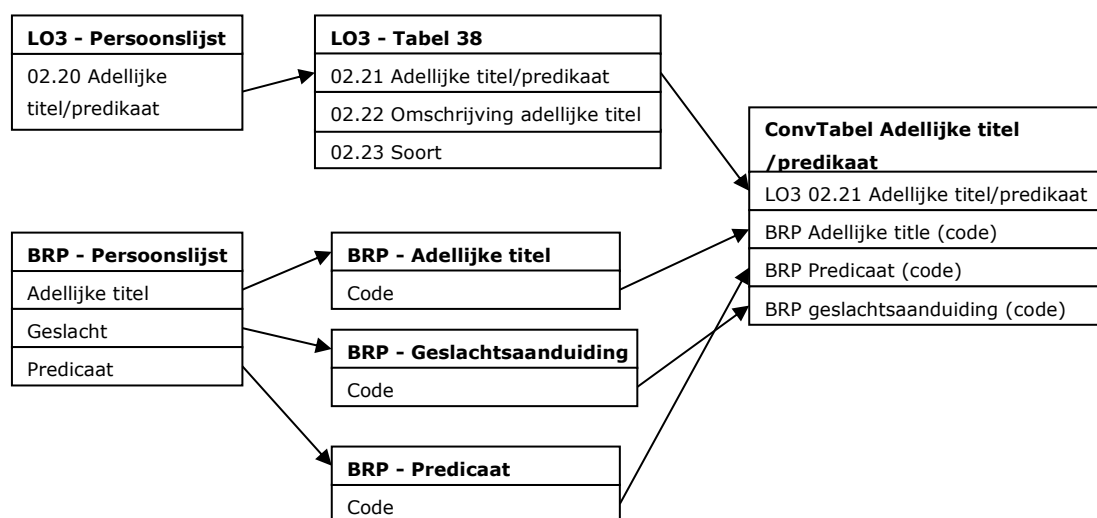 LO3 - Persoonslijst
02.20 Adellijke
titel/predikaat
LO3 - Tabel 38
02.21 Adellijke titel/predikaat
02.22 Omschrijving adellijke titel
02.23 Soort
ConvTabel Adellijke titel
/predikaat
LO3 02.21 Adellijke titel/predikaat
BRP Adellijke title (code)
BRP Predicaat (code)
BRP geslachtsaanduiding (code)
BRP - Persoonslijst
Adellijke titel
Geslacht
Predicaat
BRP - Adellijke titel
Code
BRP - Geslachtsaanduiding
Code
BRP - Predicaat
Code